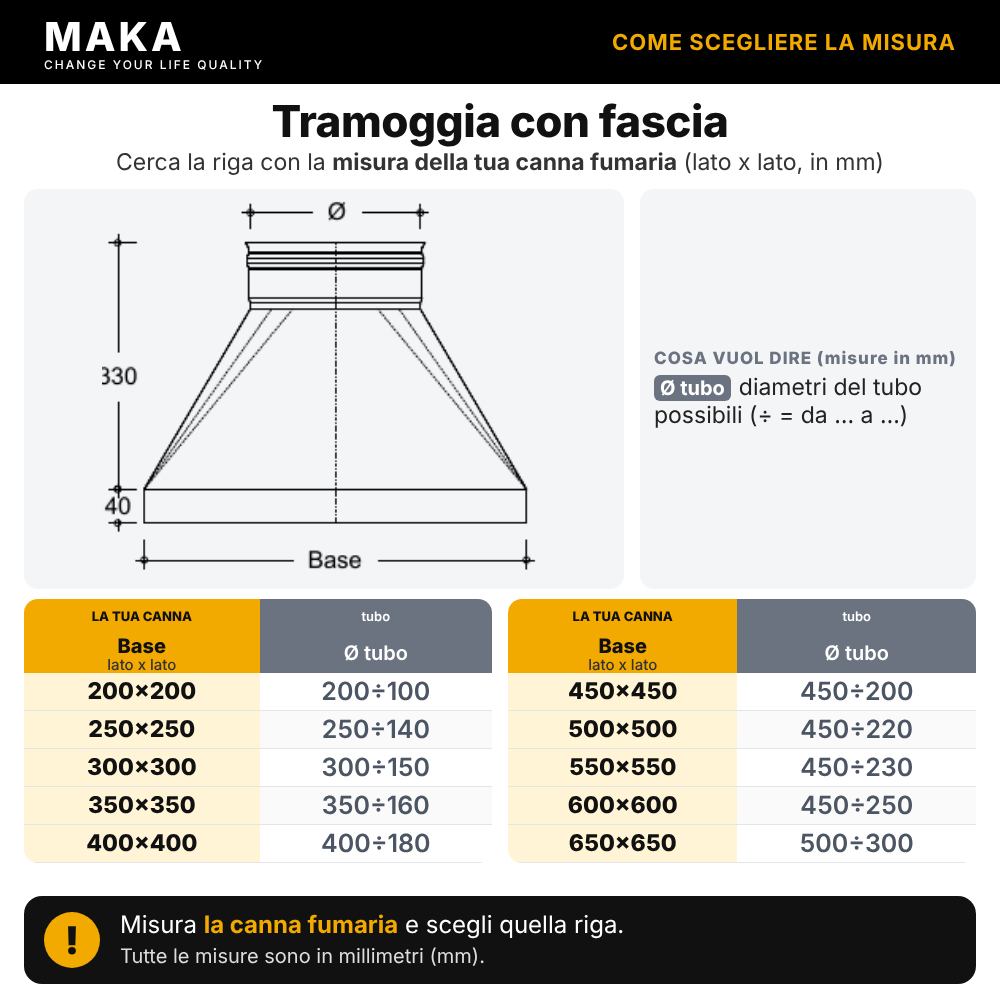 MAKA
CHANGE YOUR LIFE QUALITY
COME SCEGLIERE LA MISURA
Tramoggia con fascia
Cerca la riga con la misura della tua canna fumaria (lato x lato, in mm)
Ø
330
40
Base
COSA VUOL DIRE (misure in mm)
Ø tubo diametri del tubo
possibili (÷ = da ... a ...)
LA TUA CANNA tubo
Base Ø tubo
lato x lato
200×200 200÷100
250×250 250÷140
300×300 300÷150
350×350 350÷160
400×400 400÷180
LA TUA CANNA tubo
Base Ø tubo
lato x lato
450×450 450÷200
500×500 450÷220
550×550 450÷230
600×600 450÷250
650×650 500÷300
!
Misura la canna fumaria e scegli quella riga.
Tutte le misure sono in millimetri (mm).